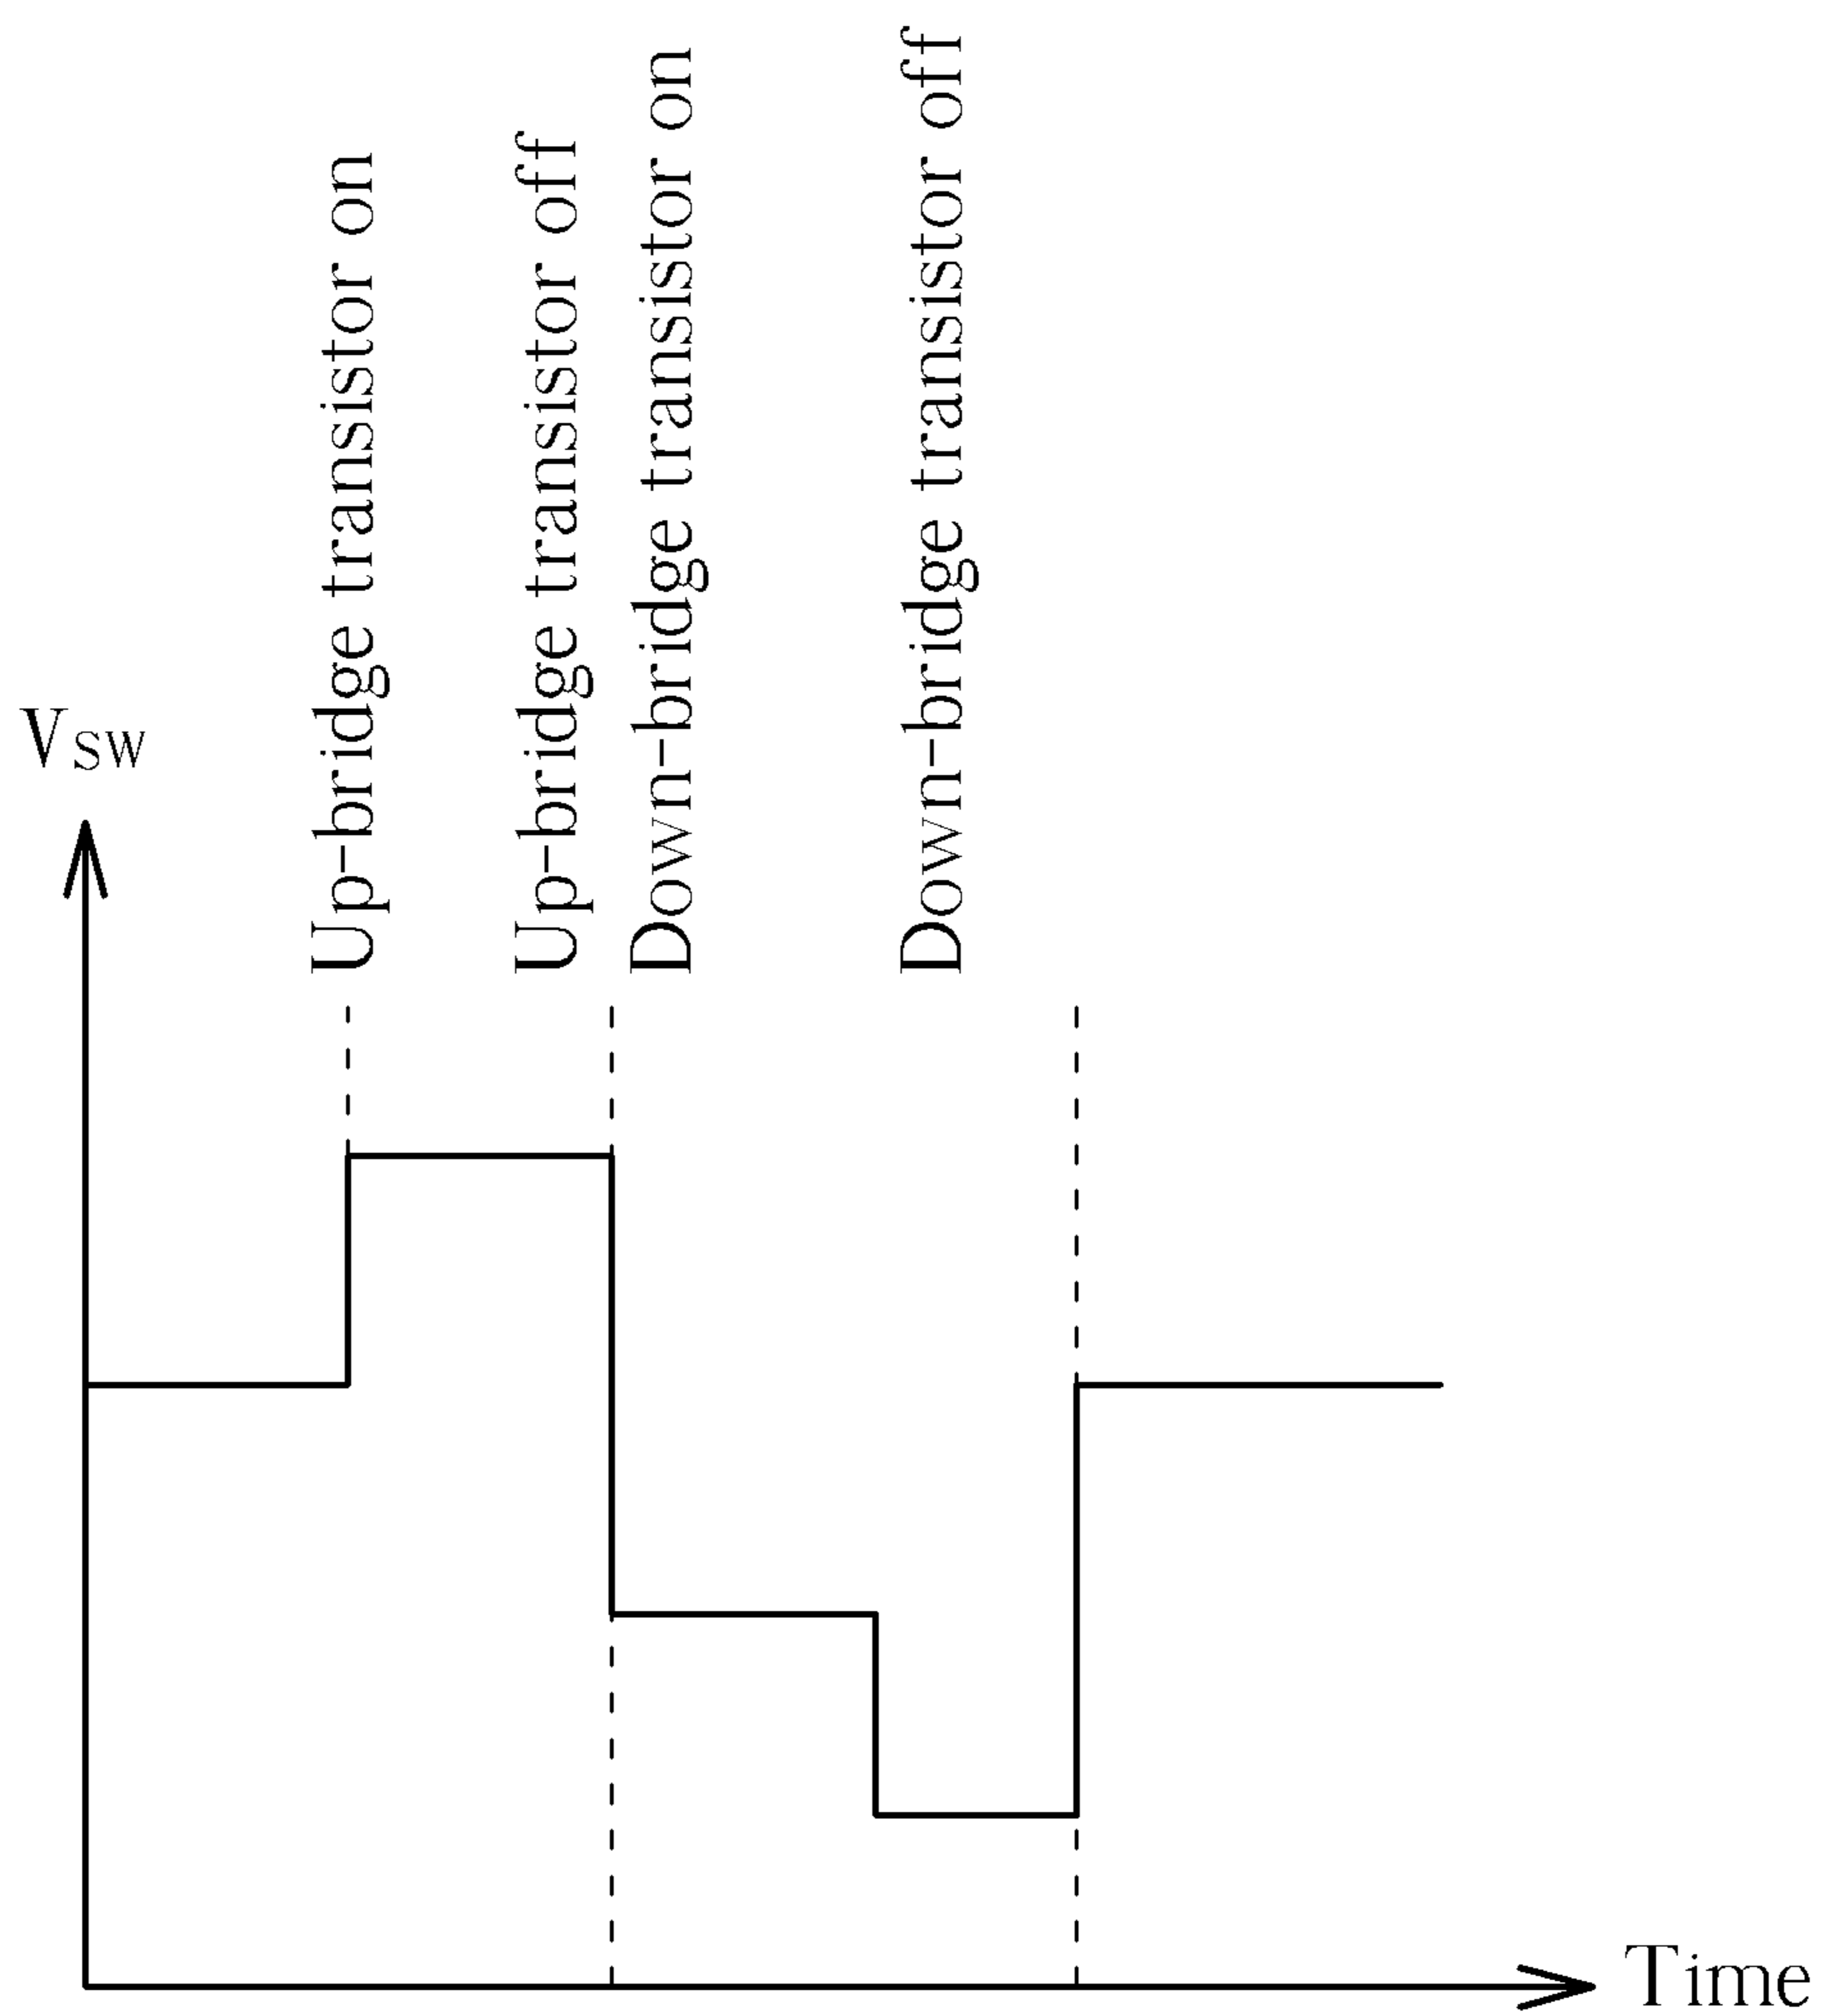 Up-bridge transistor on
Up-bridge transistor off
Down-bridge transistor on
Down-bridge transistor off
VSW
Time